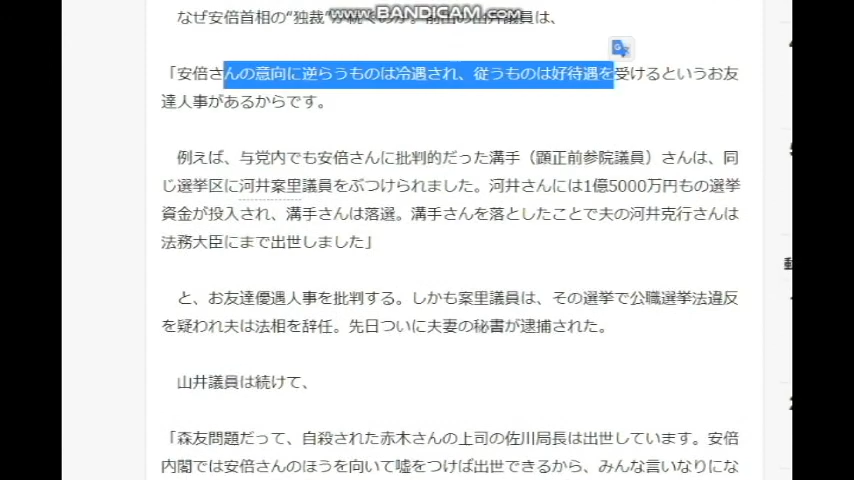 なぜ安倍首相の“独裁”が続くのか。前出の山井議員は、
www.BANDICAM.com
「安倍さんの意向に逆らうものは冷遇され、従うものは好待遇を受けるというお友
達人事があるからです。
例えば、与党内でも安倍さんに批判的だった溝手（顕正前参院議員）さんは、同
じ選挙区に河井案里議員をぶつけられました。河井さんには1億5000万円もの選挙
資金が投入され、溝手さんは落選。溝手さんを落としたことで夫の河井克行さんは
法務大臣にまで出世しました」
と、お友達優遇人事を批判する。しかも案里議員は、その選挙で公職選挙法違反
を疑われ夫は法相を辞任。先日ついに夫妻の秘書が逮捕された。
山井議員は続けて、
「森友問題だって、自殺された赤木さんの上司の佐川局長は出世しています。安倍
内閣では安倍さんのほうを向いて嘘をつけば出世できるから、みんな言いなりにな